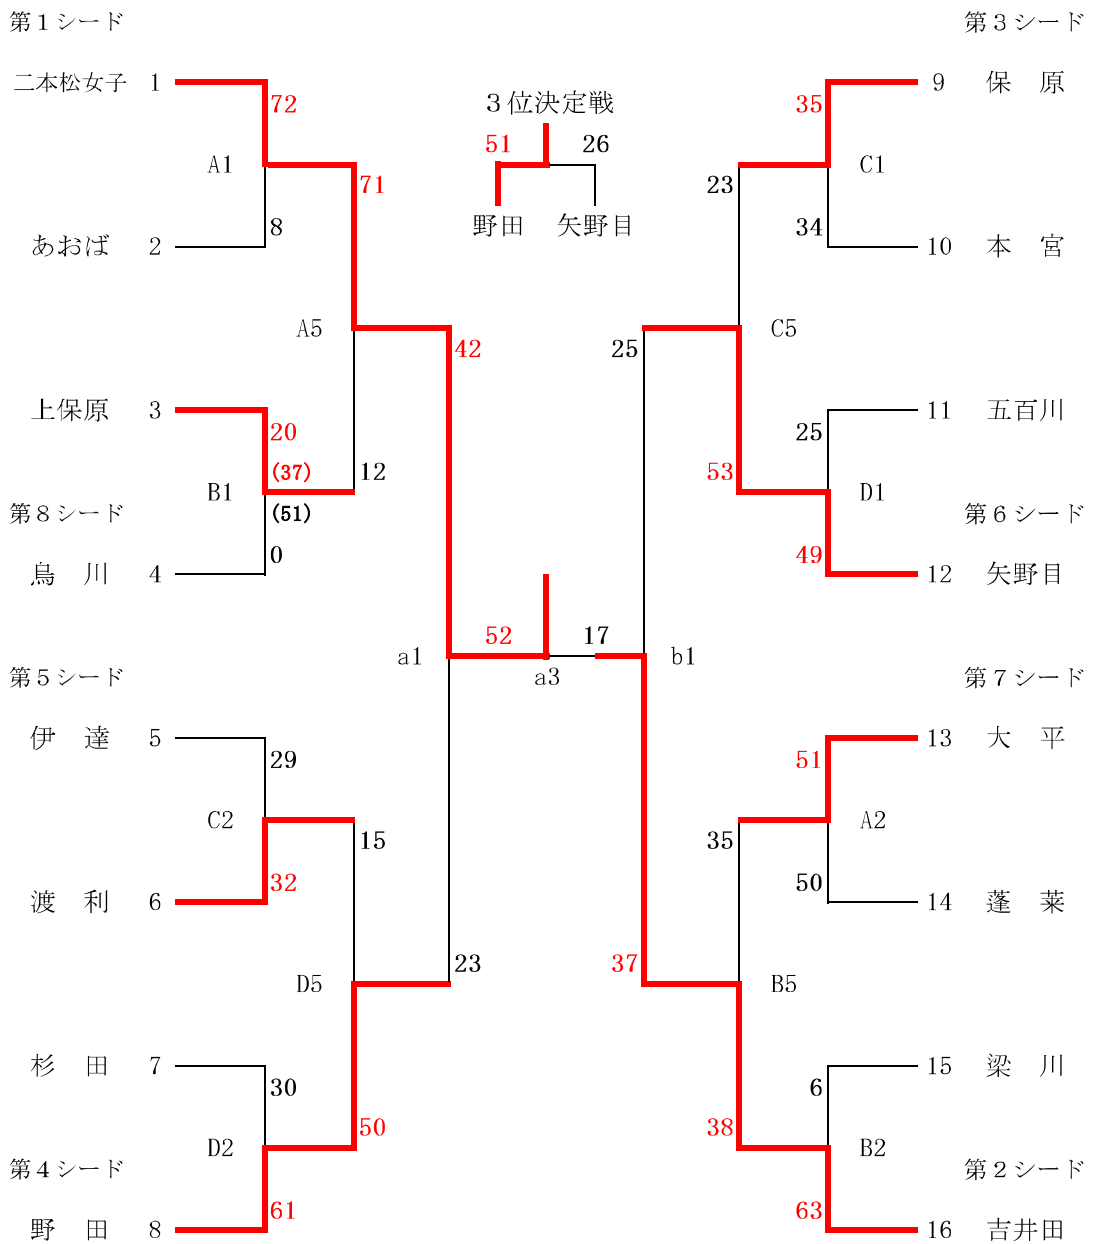 第１シード
第３シード
二本松女子 1
72
A1
8
あおば 2
71
A5
12
上保原 3
20
(37)
B1
(51)
0
第８シード
烏 川 4
42
a1
23
第５シード
伊 達 5
29
C2
32
渡 利 6
15
D5
50
杉 田 7
30
D2
61
第４シード
野 田 8
３位決定戦
51 26
野田 矢野目
52 17
a3
9 保 原
35
C1
34
10 本 宮
23
C5
53
11 五百川
25
D1
49
第６シード
12 矢野目
25
b1
37
第７シード
13 大 平
51
A2
50
14 蓬 莱
35
B5
38
15 梁 川
6
B2
63
第２シード
16 吉井田